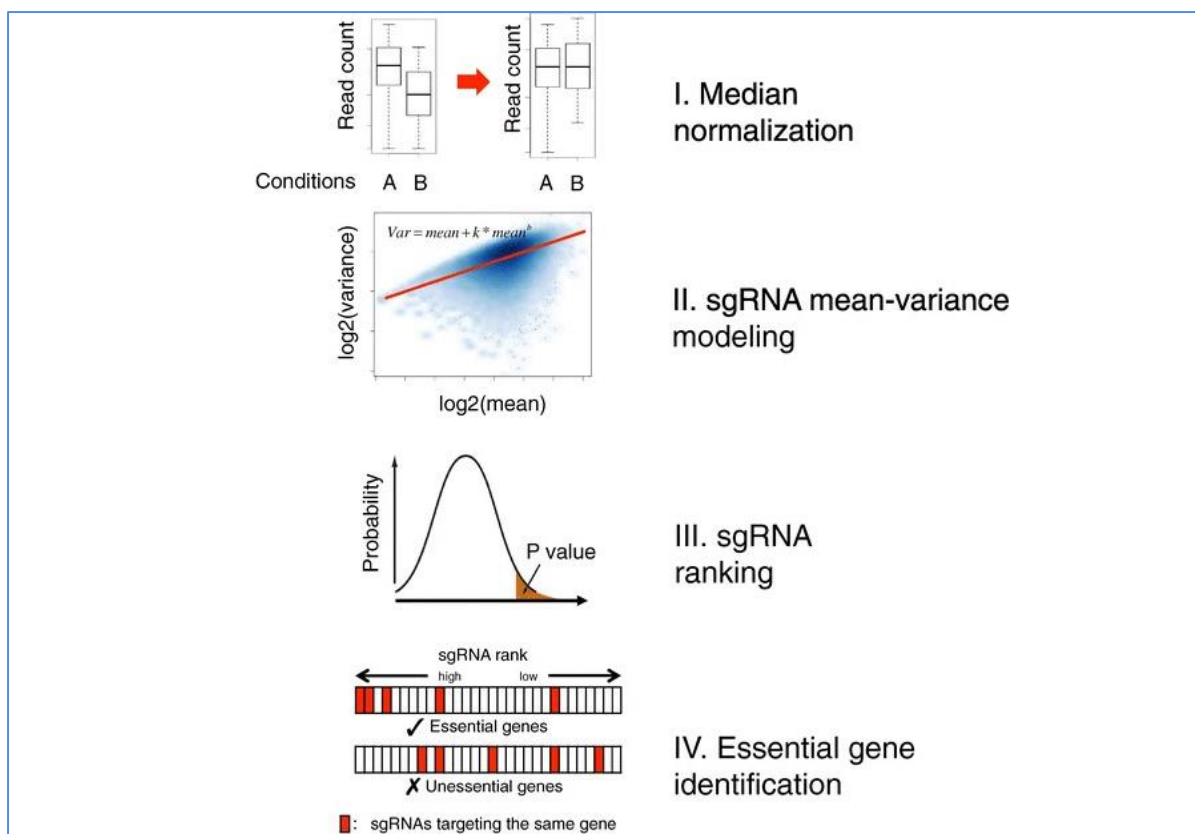 Read count
Read count
I. Median
normalization
Conditions A B
A B
Var = mean + k * mean^b
log2(variance)
log2(mean)
II. sgRNA mean-variance
modeling
Probability
P value
III. sgRNA
ranking
sgRNA rank
high low
✓ Essential genes
✗ Unessential genes
IV. Essential gene
identification
: sgRNAs targeting the same gene